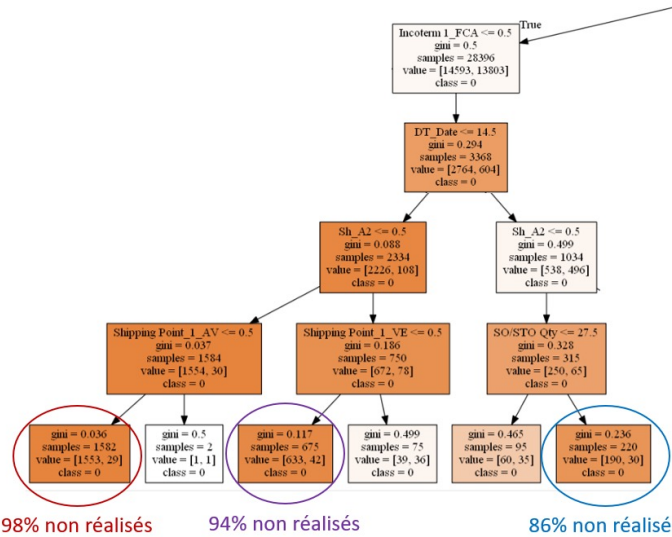 True
Incoterm 1_FCA <= 0.5
gini = 0.5
samples = 28396
value = [14593, 13803]
class = 0
DT_Date <= 14.5
gini = 0.294
samples = 3368
value = [2764, 604]
class = 0
Sh_A2 <= 0.5
gini = 0.088
samples = 2334
value = [2226, 108]
class = 0
Sh_A2 <= 0.5
gini = 0.499
samples = 1034
value = [538, 496]
class = 0
Shipping Point_1_AV <= 0.5
gini = 0.037
samples = 1584
value = [1554, 30]
class = 0
Shipping Point_1_VE <= 0.5
gini = 0.186
samples = 750
value = [672, 78]
class = 0
SO/STO Qty <= 27.5
gini = 0.328
samples = 315
value = [250, 65]
class = 0
gini = 0.036
samples = 1582
value = [1553, 29]
class = 0
gini = 0.5
samples = 2
value = [1, 1]
class = 0
gini = 0.117
samples = 675
value = [633, 42]
class = 0
gini = 0.499
samples = 75
value = [39, 36]
class = 0
gini = 0.465
samples = 95
value = [60, 35]
class = 0
gini = 0.236
samples = 220
value = [190, 30]
class = 0
98% non réalisés
94% non réalisés
86% non réalisé